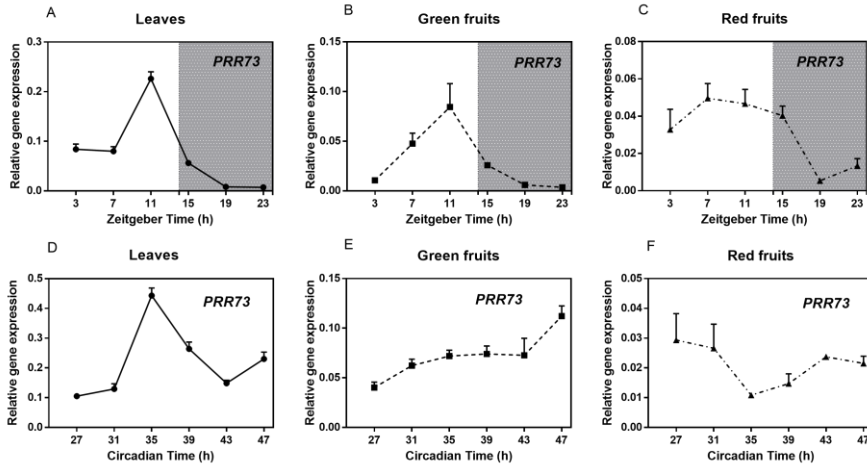 A
Leaves
Relative gene expression
0.3
0.2
0.1
0.0
PRR73
3 7 11 15 19 23
Zeitgeber Time (h)
B
Green fruits
Relative gene expression
0.15
0.10
0.05
0.00
PRR73
3 7 11 15 19 23
Zeitgeber Time (h)
C
Red fruits
Relative gene expression
0.08
0.06
0.04
0.02
0.00
PRR73
3 7 11 15 19 23
Zeitgeber Time (h)
D
Leaves
Relative gene expression
0.5
0.4
0.3
0.2
0.1
0.0
PRR73
27 31 35 39 43 47
Circadian Time (h)
E
Green fruits
Relative gene expression
0.15
0.10
0.05
0.00
PRR73
27 31 35 39 43 47
Circadian Time (h)
F
Red fruits
Relative gene expression
0.05
0.04
0.03
0.02
0.01
0.00
PRR73
27 31 35 39 43 47
Circadian Time (h)